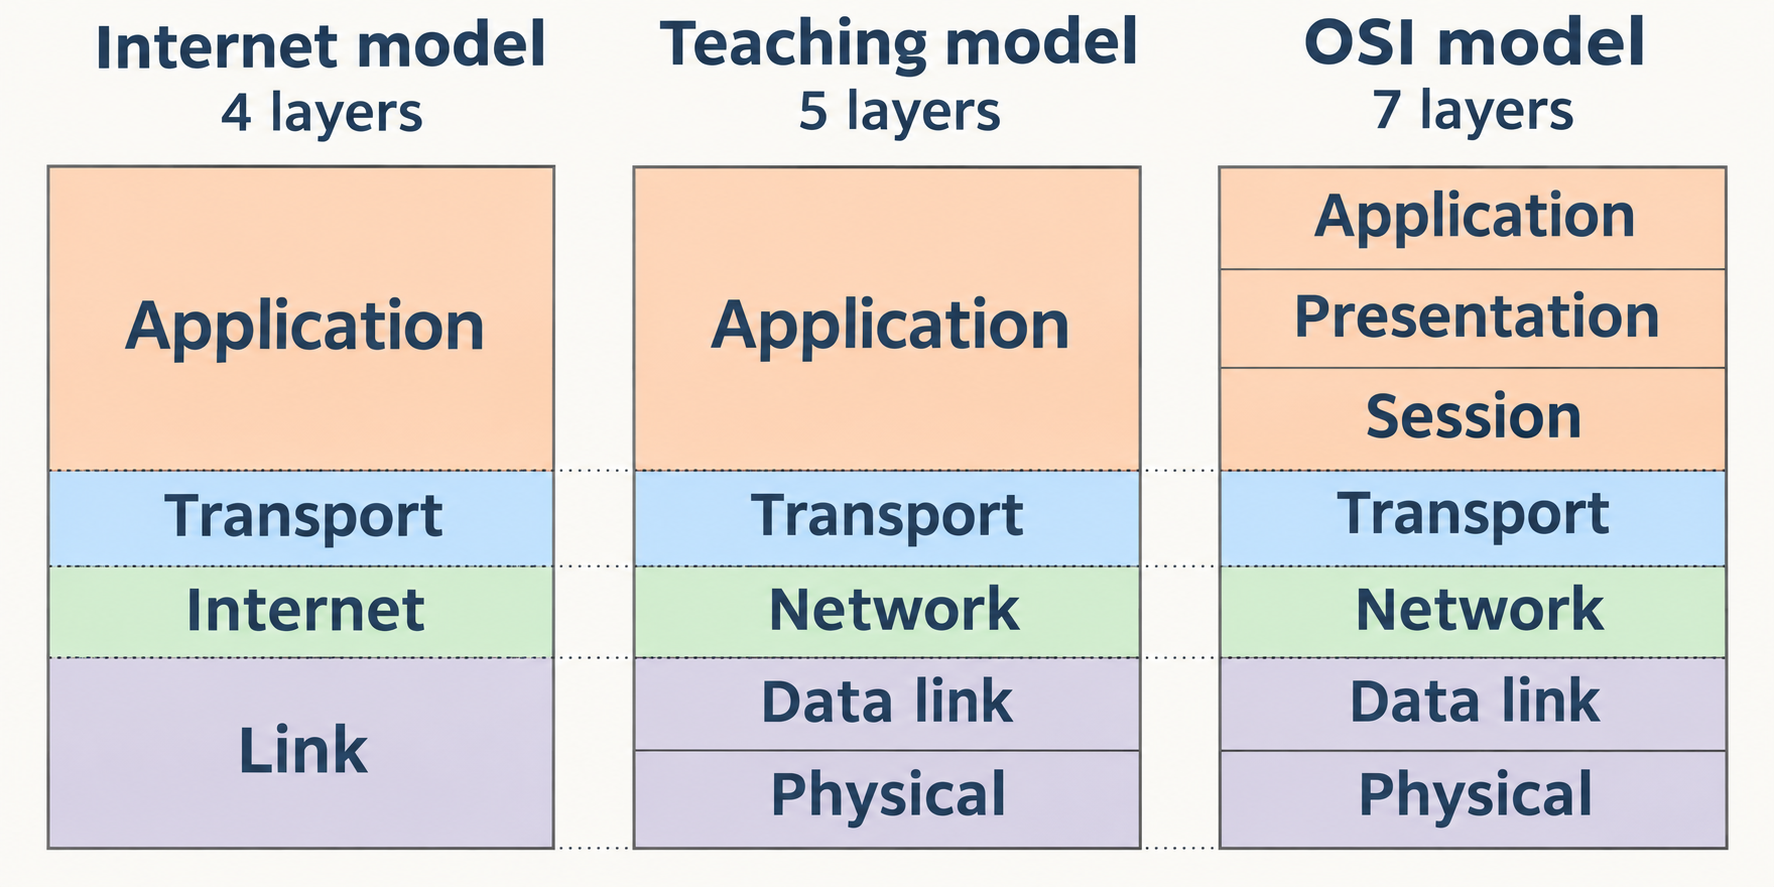 Internet model
4 layers
Application
Transport
Internet
Link
Teaching model
5 layers
Application
Transport
Network
Data link
Physical
OSI model
7 layers
Application
Presentation
Session
Transport
Network
Data link
Physical